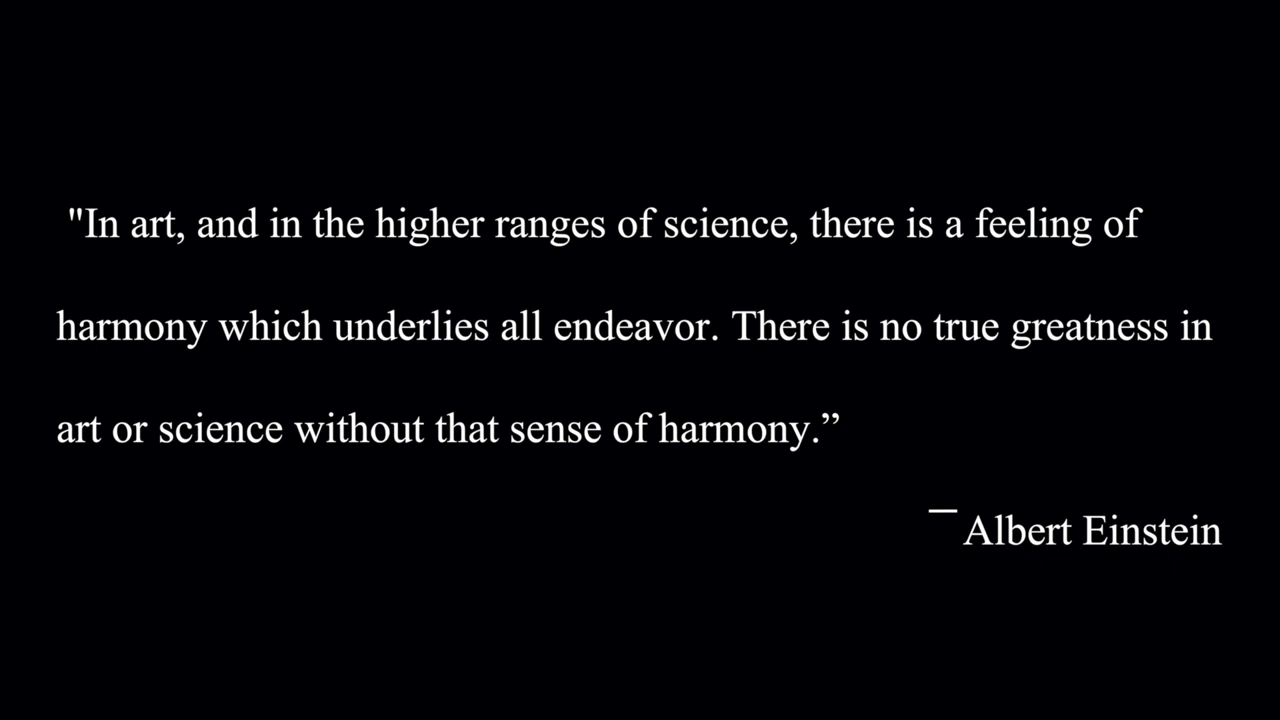 "In art, and in the higher ranges of science, there is a feeling of
harmony which underlies all endeavor. There is no true greatness in
art or science without that sense of harmony.”
¯ Albert Einstein